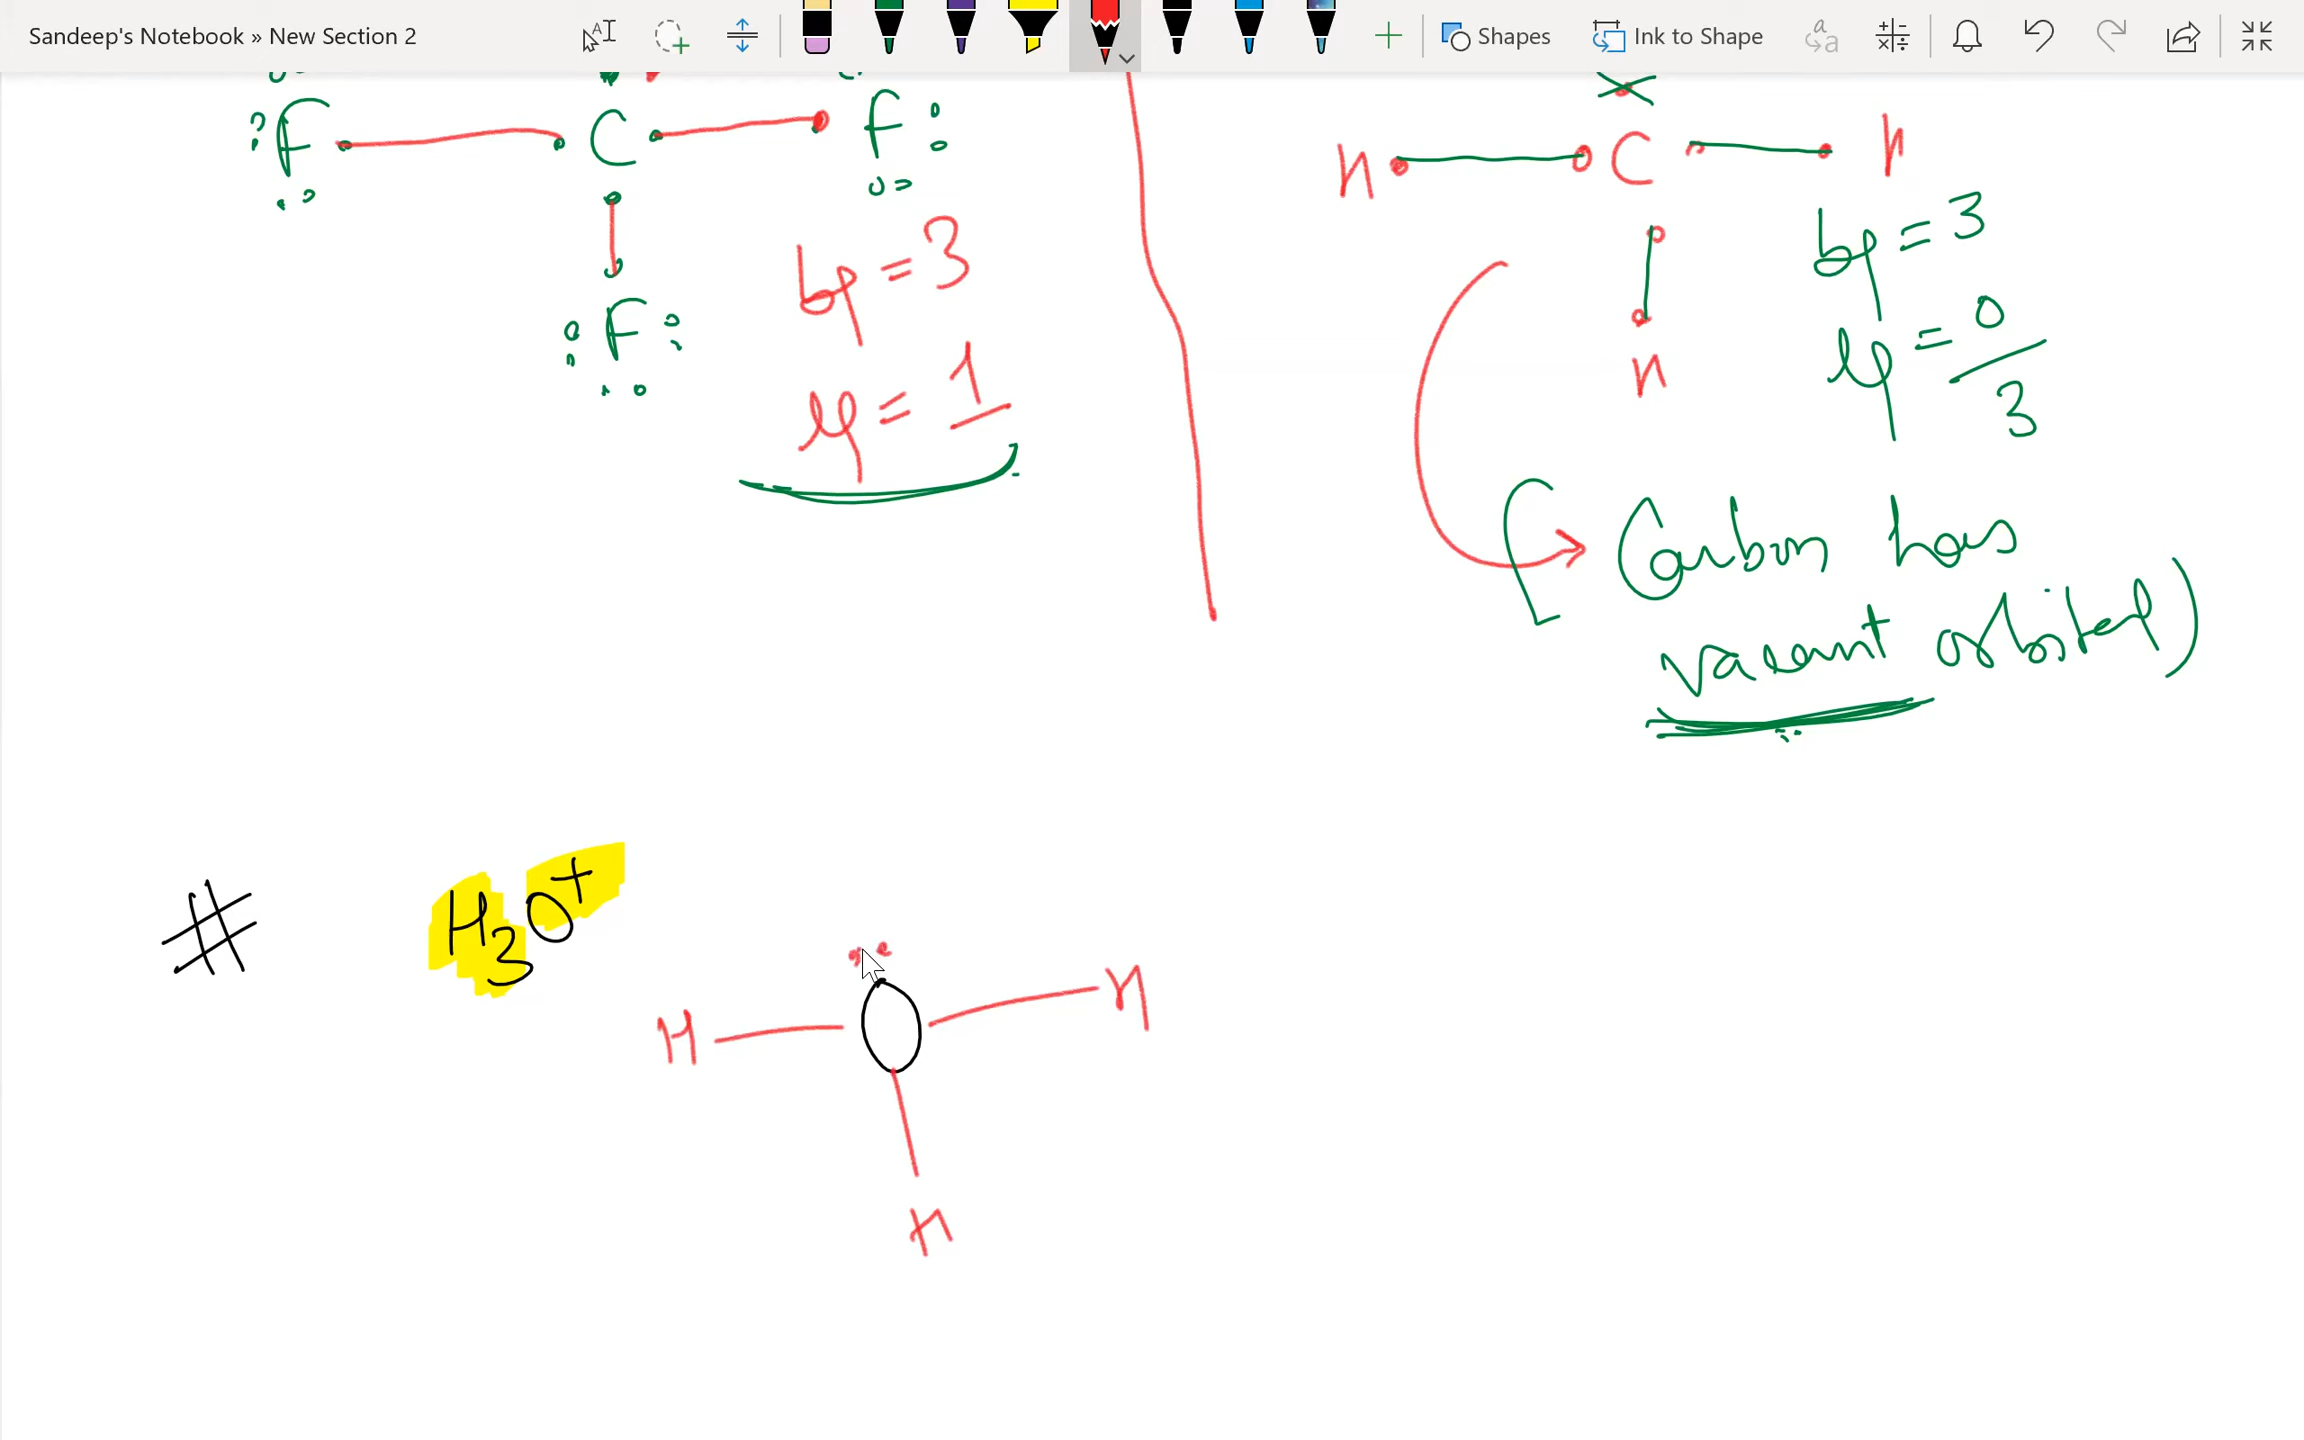 Sandeep's Notebook » New Section 2
Shapes
Ink to Shape
F C F
F
bp = 3
lp = 1
H C H
H
bp = 3
lp = 0
3
Carbon has
vacant orbital)
# H3O+
H O H
H